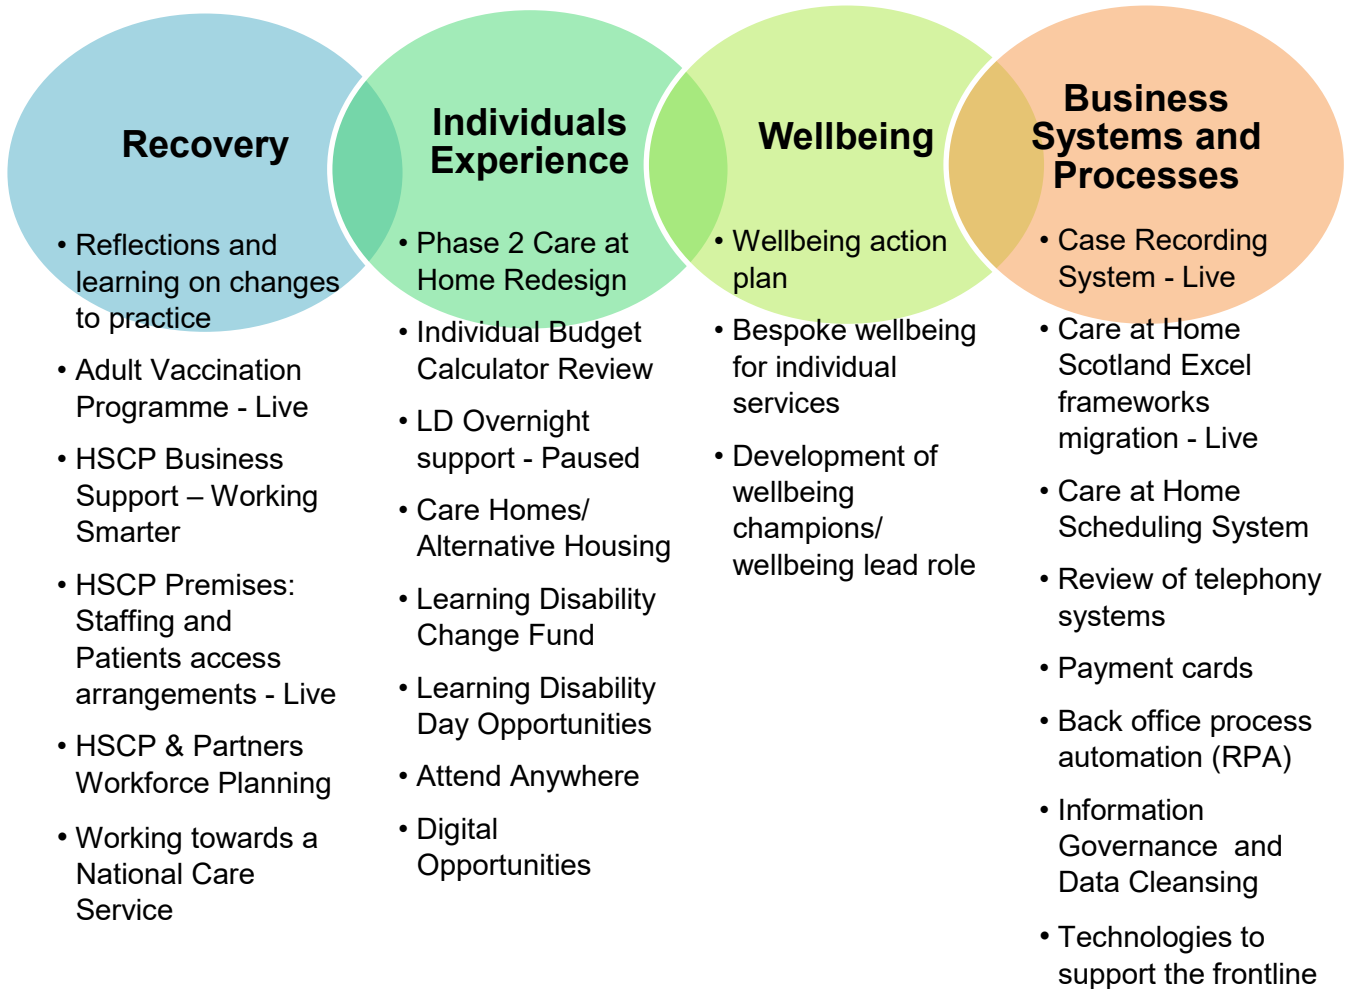 Recovery
• Reflections and
learning on changes
to practice
• Adult Vaccination
Programme - Live
• HSCP Business
Support – Working
Smarter
• HSCP Premises:
Staffing and
Patients access
arrangements - Live
• HSCP & Partners
Workforce Planning
• Working towards a
National Care
Service
Individuals
Experience
• Phase 2 Care at
Home Redesign
• Individual Budget
Calculator Review
• LD Overnight
support - Paused
• Care Homes/
Alternative Housing
• Learning Disability
Change Fund
• Learning Disability
Day Opportunities
• Attend Anywhere
• Digital
Opportunities
Wellbeing
• Wellbeing action
plan
• Bespoke wellbeing
for individual
services
• Development of
wellbeing
champions/
wellbeing lead role
Business
Systems and
Processes
• Case Recording
System - Live
• Care at Home
Scotland Excel
frameworks
migration - Live
• Care at Home
Scheduling System
• Review of telephony
systems
• Payment cards
• Back office process
automation (RPA)
• Information
Governance and
Data Cleansing
• Technologies to
support the frontline